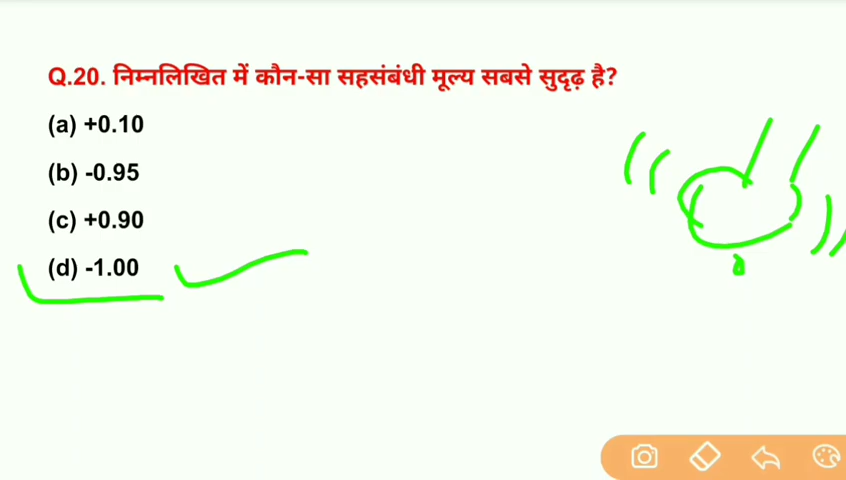 Q.20. निम्नलिखित में कौन-सा सहसंबंधी मूल्य सबसे सुदृढ़ है?
(a) +0.10
(b) -0.95
(c) +0.90
(d) -1.00